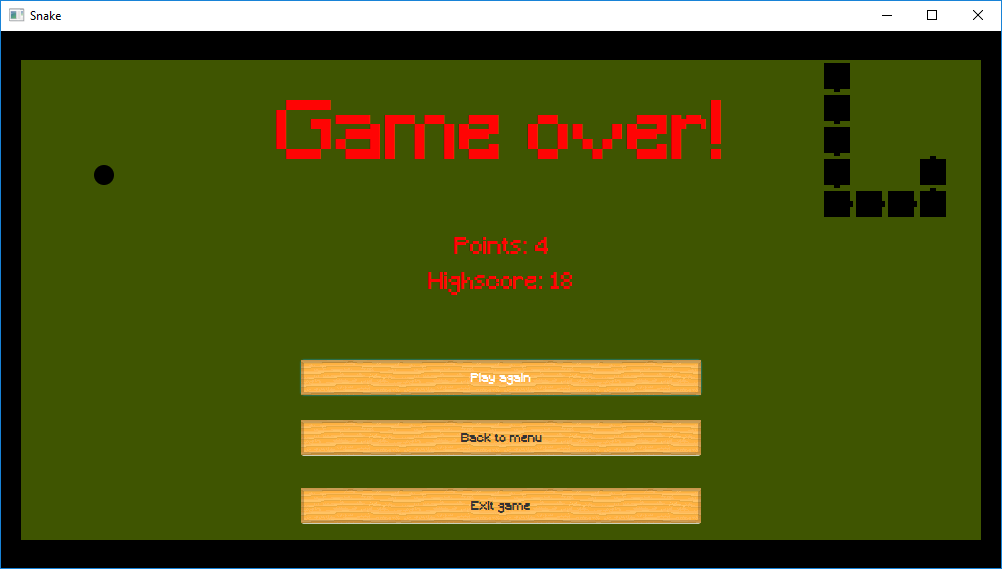 Snake
Game over!
Points: 4
Highscore: 18
Play again
Back to menu
Exit game